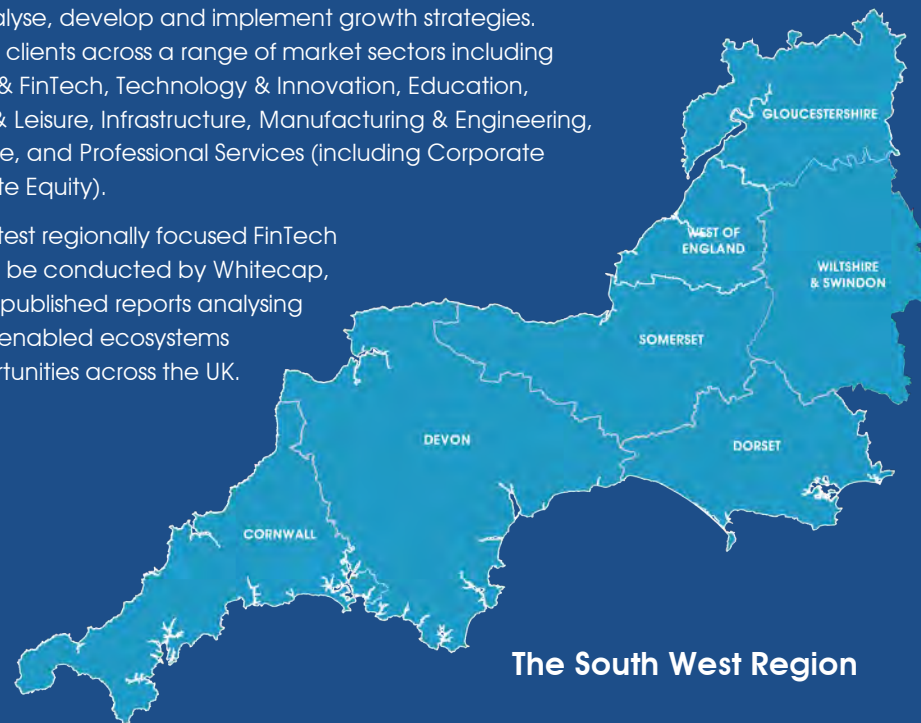 alyse, develop and implement growth strategies.
clients across a range of market sectors including
& FinTech, Technology & Innovation, Education,
& Leisure, Infrastructure, Manufacturing & Engineering,
e, and Professional Services (including Corporate
te Equity).
test regionally focused FinTech
be conducted by Whitecap,
published reports analysing
enabled ecosystems
rtunities across the UK.
GLOUCESTERSHIRE
WEST OF
ENGLAND
WILTSHIRE
& SWINDON
SOMERSET
DEVON
DORSET
CORNWALL
The South West Region